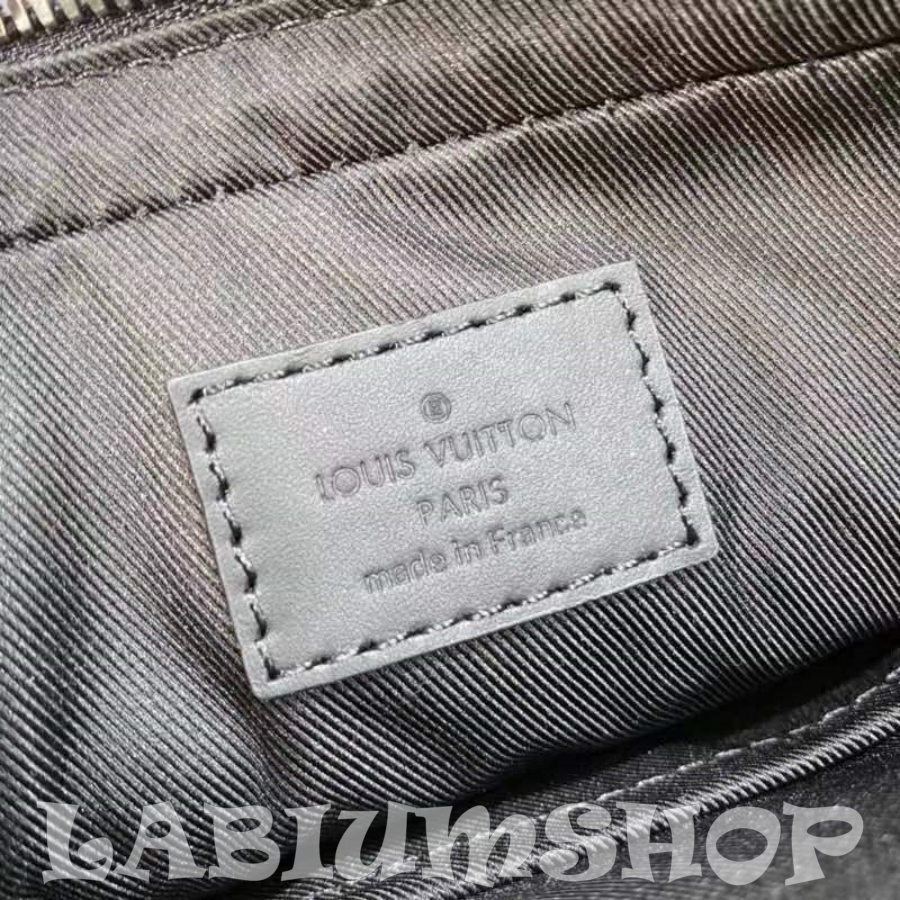 ®
LOUIS VUITTON
PARIS
made in France
LABIUMSHOP